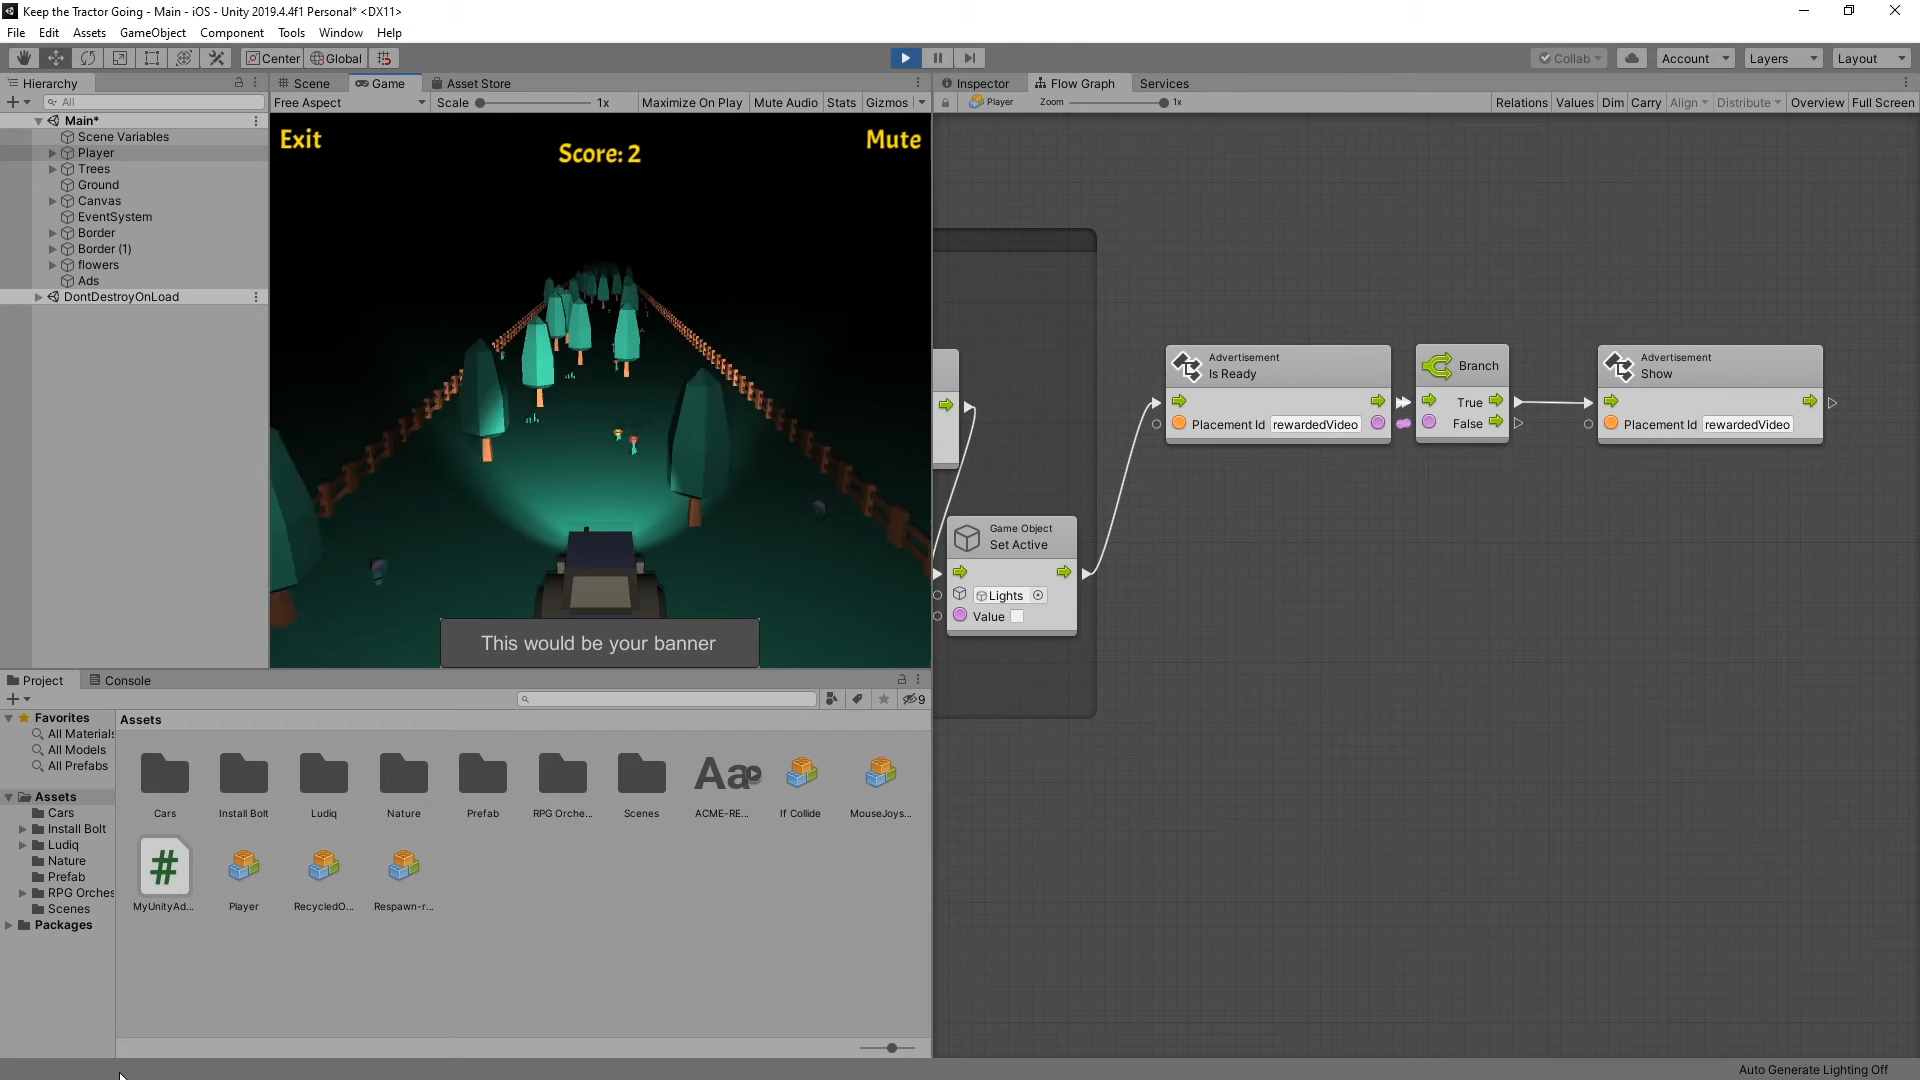 Keep the Tractor Going - Main - iOS - Unity 2019.4.4f1 Personal* <DX11>
File Edit Assets GameObject Component Tools Window Help
Center Global Collab Account Layers Layout
Hierarchy
Scene Game Asset Store
Inspector Flow Graph Services
All
Free Aspect Scale 1x Maximize On Play Mute Audio Stats Gizmos
Player Zoom 1x Relations Values Dim Carry Align Distribute Overview Full Screen
Main*
Scene Variables
Player
Trees
Ground
Canvas
EventSystem
Border
Border (1)
flowers
Ads
DontDestroyOnLoad
Exit
Score: 2
Mute
This would be your banner
Advertisement
Is Ready
Placement Id rewardedVideo
Branch
True
False
Advertisement
Show
Placement Id rewardedVideo
Game Object
Set Active
Lights
Value
Project Console
9
Favorites
All Materials
All Models
All Prefabs
Assets
Cars
Install Bolt
Ludiq
Nature
Prefab
RPG Orches
Scenes
Packages
Assets
Cars Install Bolt Ludiq Nature Prefab RPG Orche... Scenes ACME-RE... If Collide MouseJoys...
MyUnityAd... Player RecycledO... Respawn-r...
Aa
#
Auto Generate Lighting Off